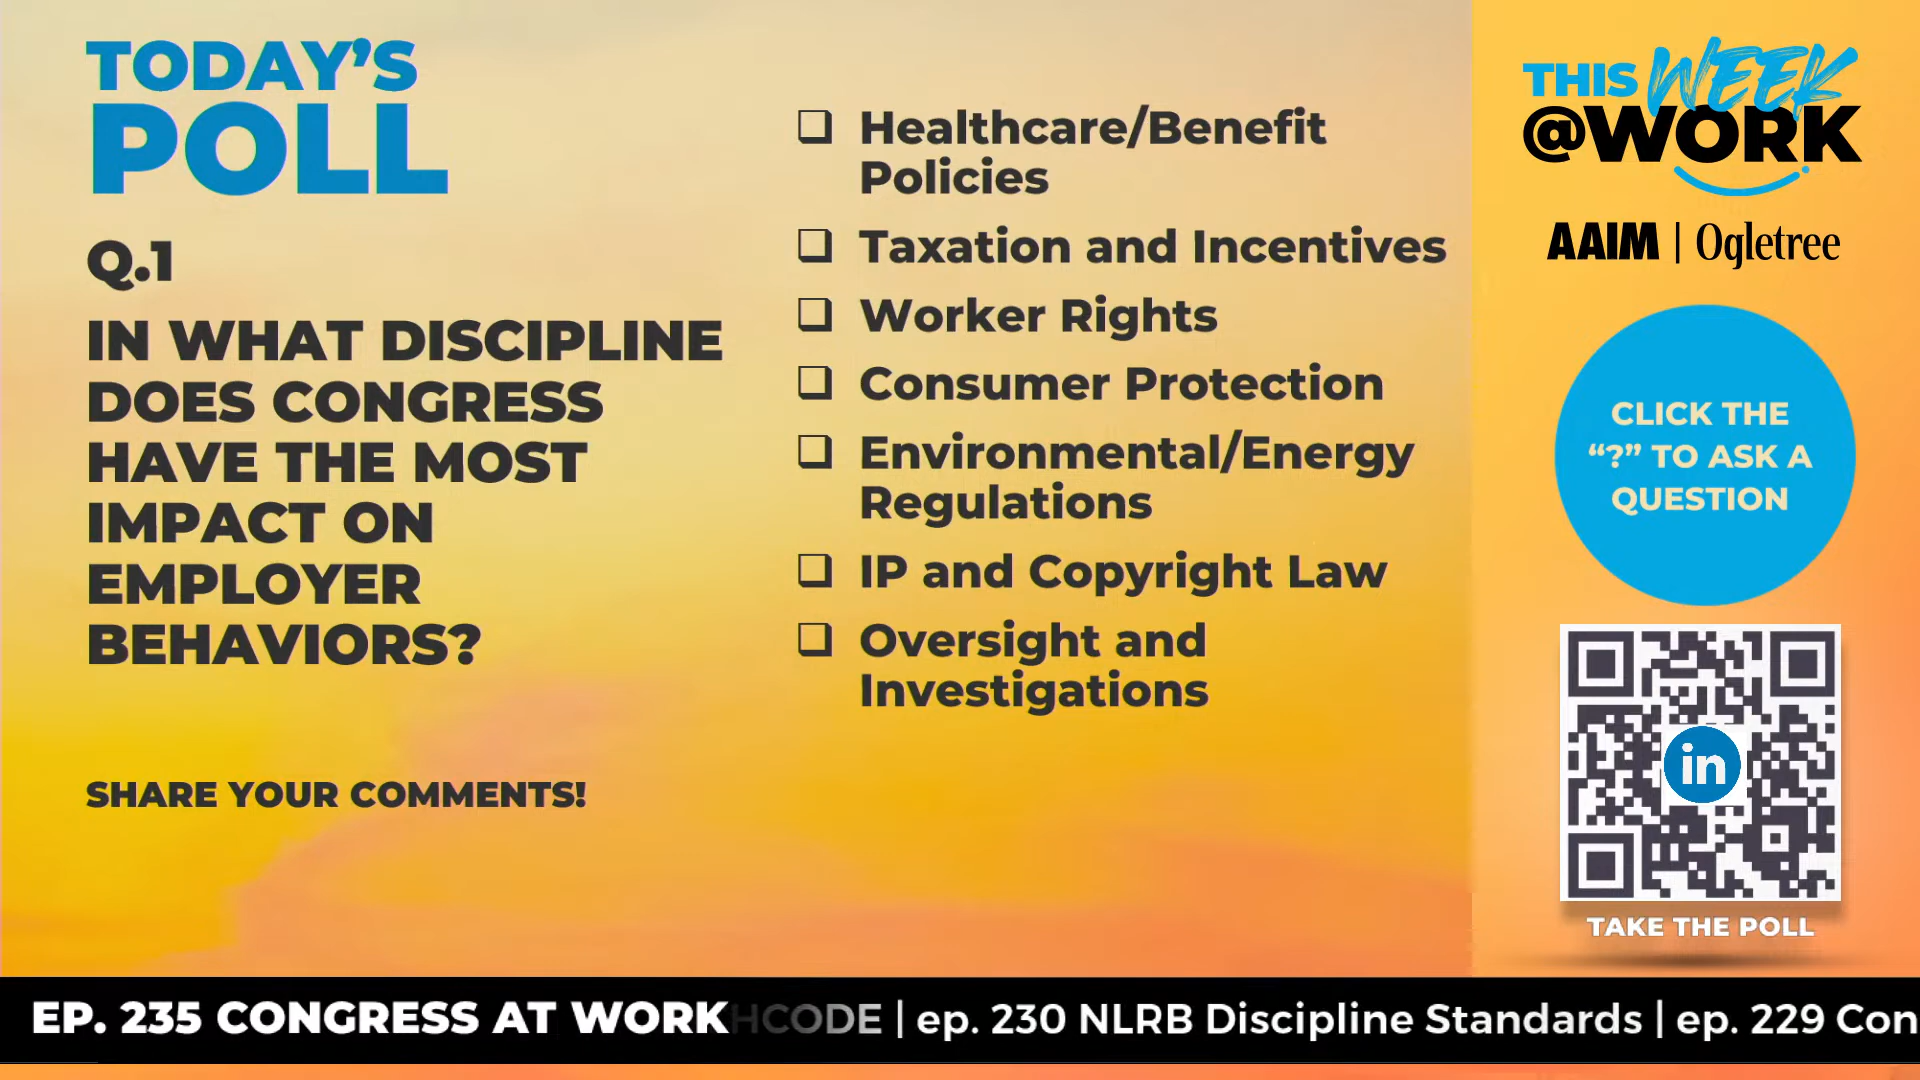 TODAY'S
POLL
Q.1
IN WHAT DISCIPLINE
DOES CONGRESS
HAVE THE MOST
IMPACT ON
EMPLOYER
BEHAVIORS?
SHARE YOUR COMMENTS!
❑ Healthcare/Benefit
Policies
❑ Taxation and Incentives
❑ Worker Rights
❑ Consumer Protection
❑ Environmental/Energy
Regulations
❑ IP and Copyright Law
❑ Oversight and
Investigations
THIS WEEK
@WORK
AAIM | Ogletree
CLICK THE
“?” TO ASK A
QUESTION
in
TAKE THE POLL
EP. 235 CONGRESS AT WORK HCODE | ep. 230 NLRB Discipline Standards | ep. 229 Con